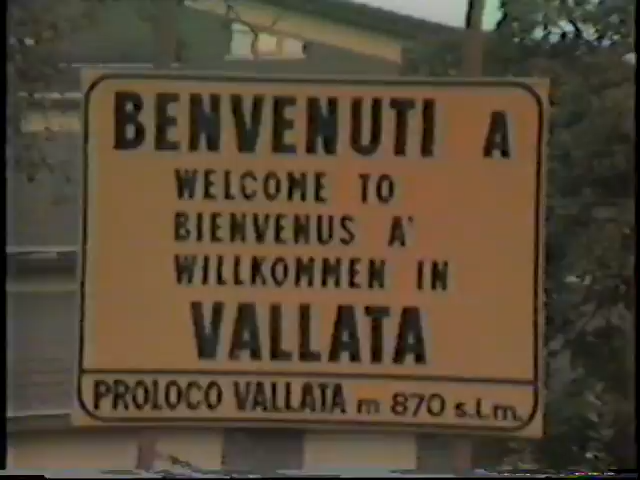 BENVENUTI A
WELCOME TO
BIENVENUS A'
WILLKOMMEN IN
VALLATA
PROLOCO VALLATA m 870 s.l.m.